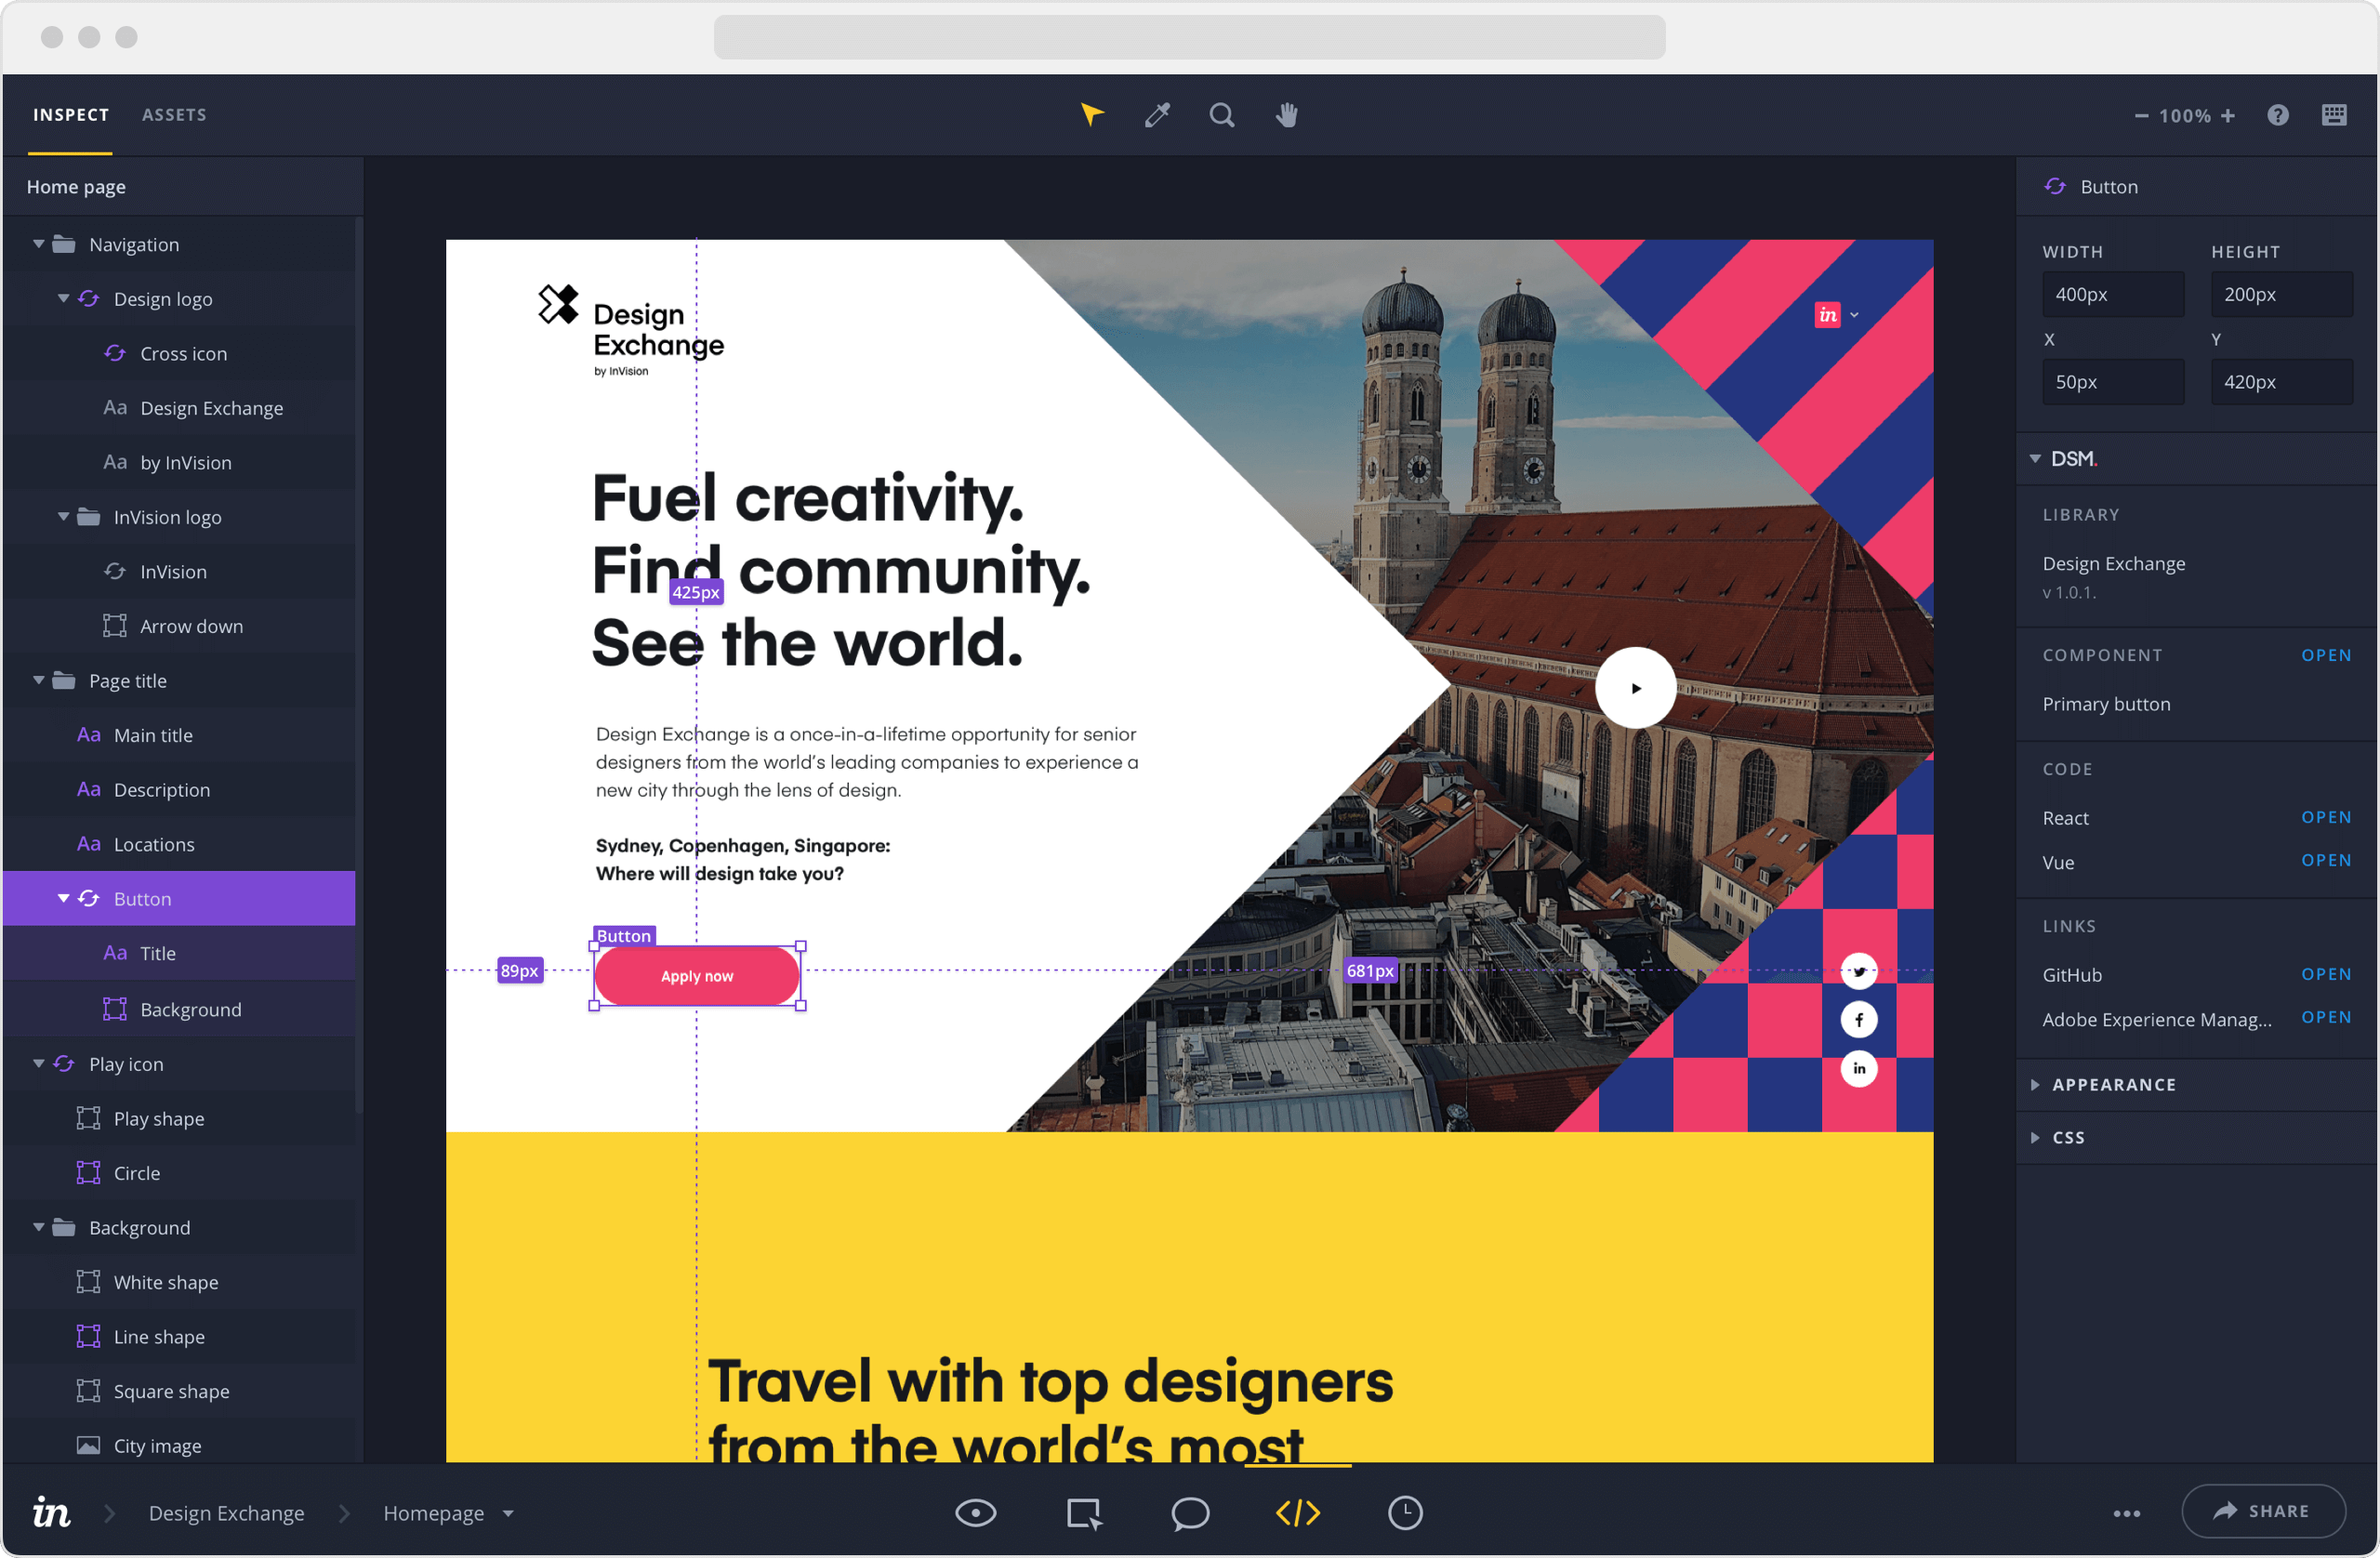 INSPECT ASSETS
100%
Home page
Navigation
Design logo
Cross icon
Aa Design Exchange
Aa by InVision
InVision logo
InVision
Arrow down
Page title
Aa Main title
Aa Description
Aa Locations
Button
Aa Title
Background
Play icon
Play shape
Circle
Background
White shape
Line shape
Square shape
City image
Design
Exchange
by InVision
in
Fuel creativity.
Find community.
See the world.
425px
Design Exchange is a once-in-a-lifetime opportunity for senior
designers from the world's leading companies to experience a
new city through the lens of design.
Sydney, Copenhagen, Singapore:
Where will design take you?
Button
89px
Apply now
681px
in
Travel with top designers
from the world's most
Button
WIDTH HEIGHT
400px 200px
X Y
50px 420px
DSM.
LIBRARY
Design Exchange
v 1.0.1.
COMPONENT OPEN
Primary button
CODE
React OPEN
Vue OPEN
LINKS
GitHub OPEN
Adobe Experience Manag... OPEN
APPEARANCE
CSS
in Design Exchange Homepage
SHARE